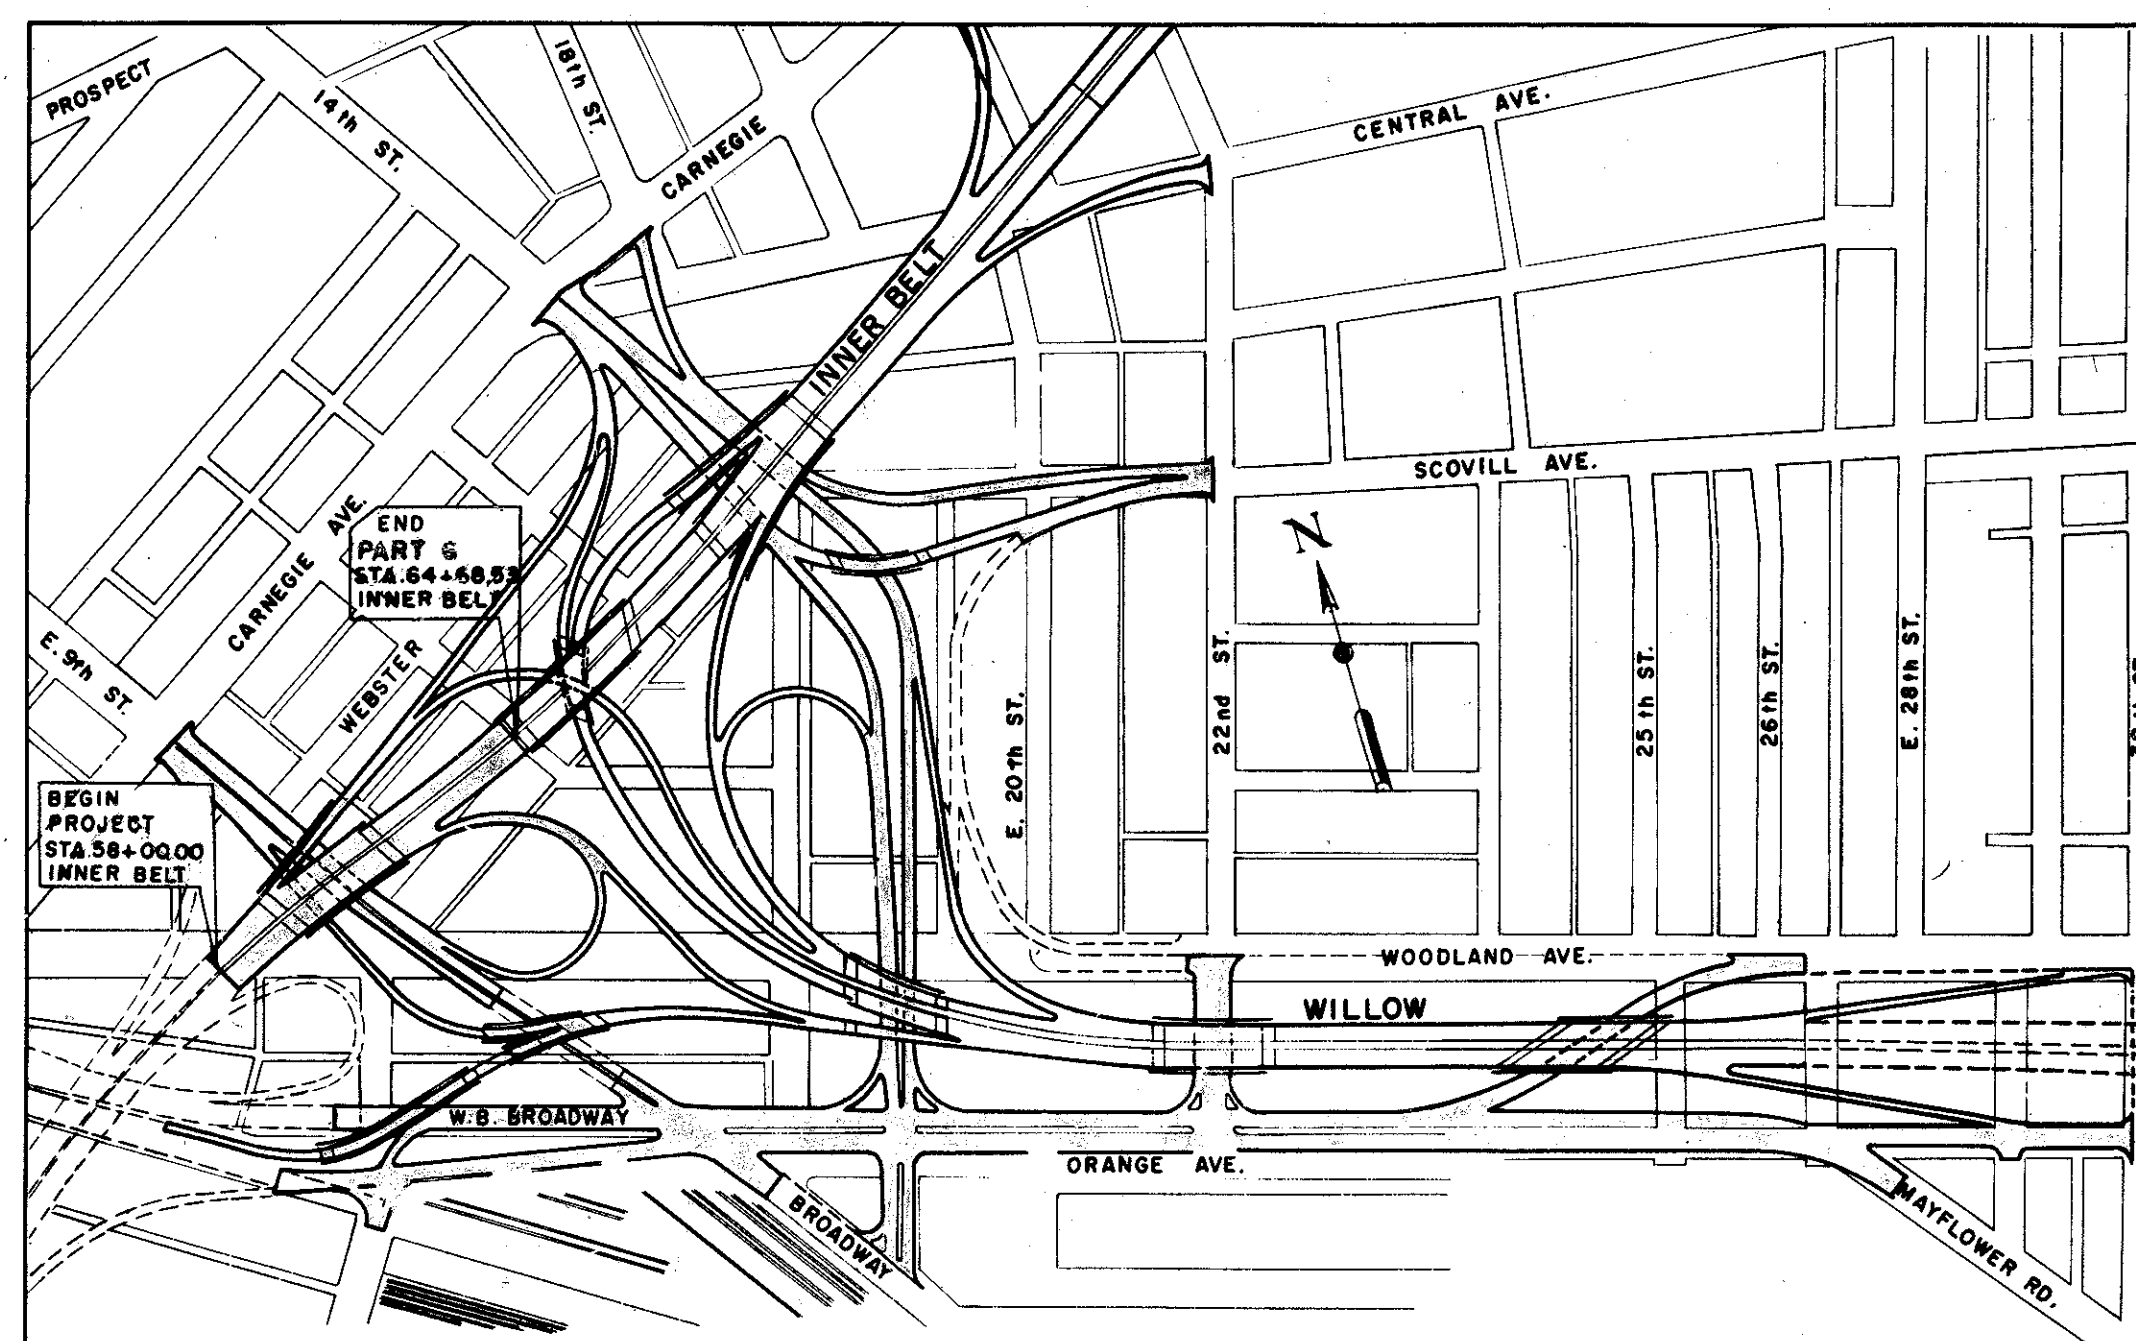 PROSPECT
14th ST.
18th ST.
CARNEGIE
CENTRAL AVE.
INNER BELT
SCOVILL AVE.
CARNEGIE AVE.
END
PART 6
STA.64+68.53
INNER BELT
N
E. 9th ST.
WEBSTER
22nd ST.
E. 20th ST.
25th ST.
26th ST.
E. 28th ST.
BEGIN
PROJECT
STA.58+00.00
INNER BELT
WOODLAND AVE.
WILLOW
W.B. BROADWAY
ORANGE AVE.
BROADWAY
MAYFLOWER RD.